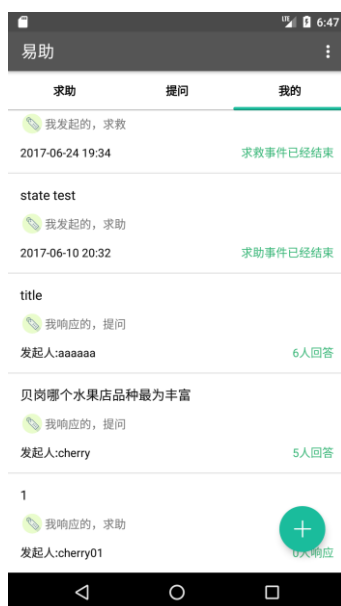 LTE 6:47
易助
求助 提问 我的
我发起的，求救
2017-06-24 19:34 求救事件已经结束
state test
我发起的，求助
2017-06-10 20:32 求助事件已经结束
title
我响应的，提问
发起人:aaaaaa 6人回答
贝岗哪个水果店品种最为丰富
我响应的，提问
发起人:cherry 5人回答
1
我响应的，求助
发起人:cherry01 0人响应